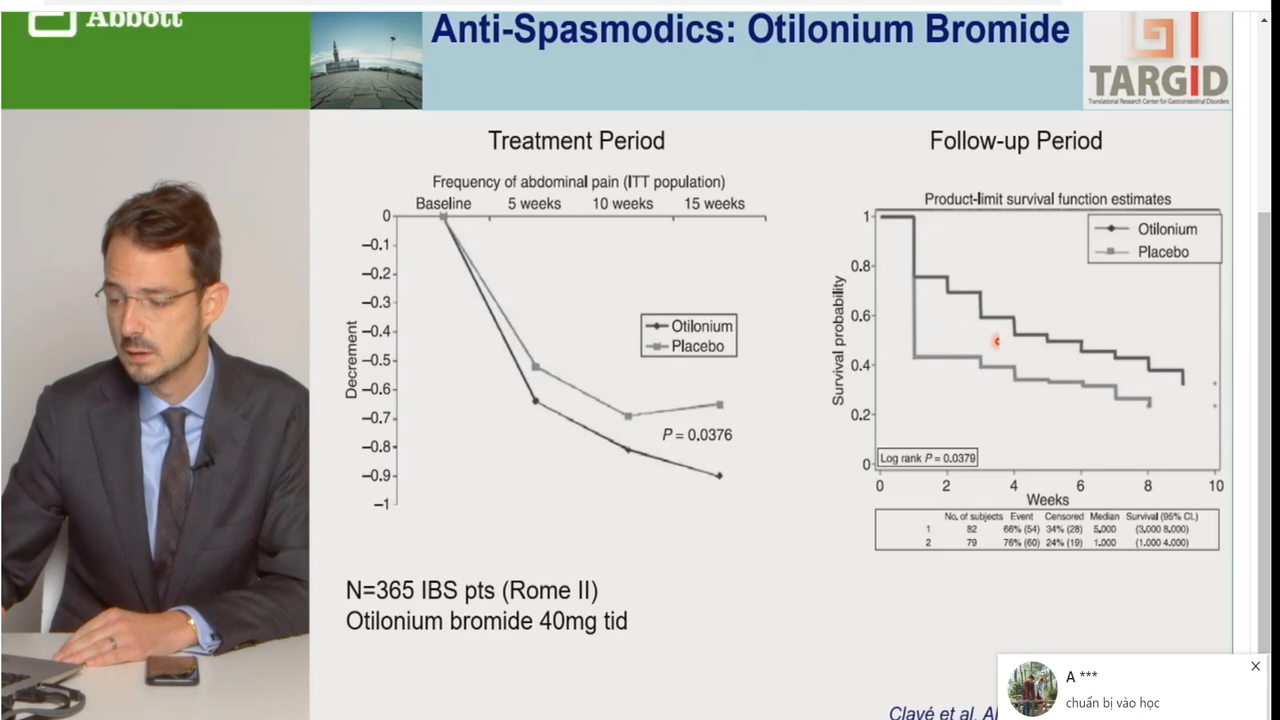 Abbott
Anti-Spasmodics: Otilonium Bromide
TARGID
Translational Research Center for Gastrointestinal Disorders
Treatment Period
Frequency of abdominal pain (ITT population)
Baseline 5 weeks 10 weeks 15 weeks
0
–0.1
–0.2
–0.3
–0.4
–0.5
–0.6
–0.7
–0.8
–0.9
–1
Decrement
Otilonium
Placebo
P = 0.0376
Follow-up Period
Product-limit survival function estimates
1
0.8
0.6
0.4
0.2
0
Survival probability
Otilonium
Placebo
Log rank P = 0.0379
0 2 4 6 8 10
Weeks
No. of subjects Event Censored Median Survival (95% CL)
1 82 66% (54) 34% (28) 5.000 (3.000 8.000)
2 79 76% (60) 24% (19) 1.000 (1.000 4.000)
N=365 IBS pts (Rome II)
Otilonium bromide 40mg tid
Clavé et al,
A ***
chuẩn bị vào học